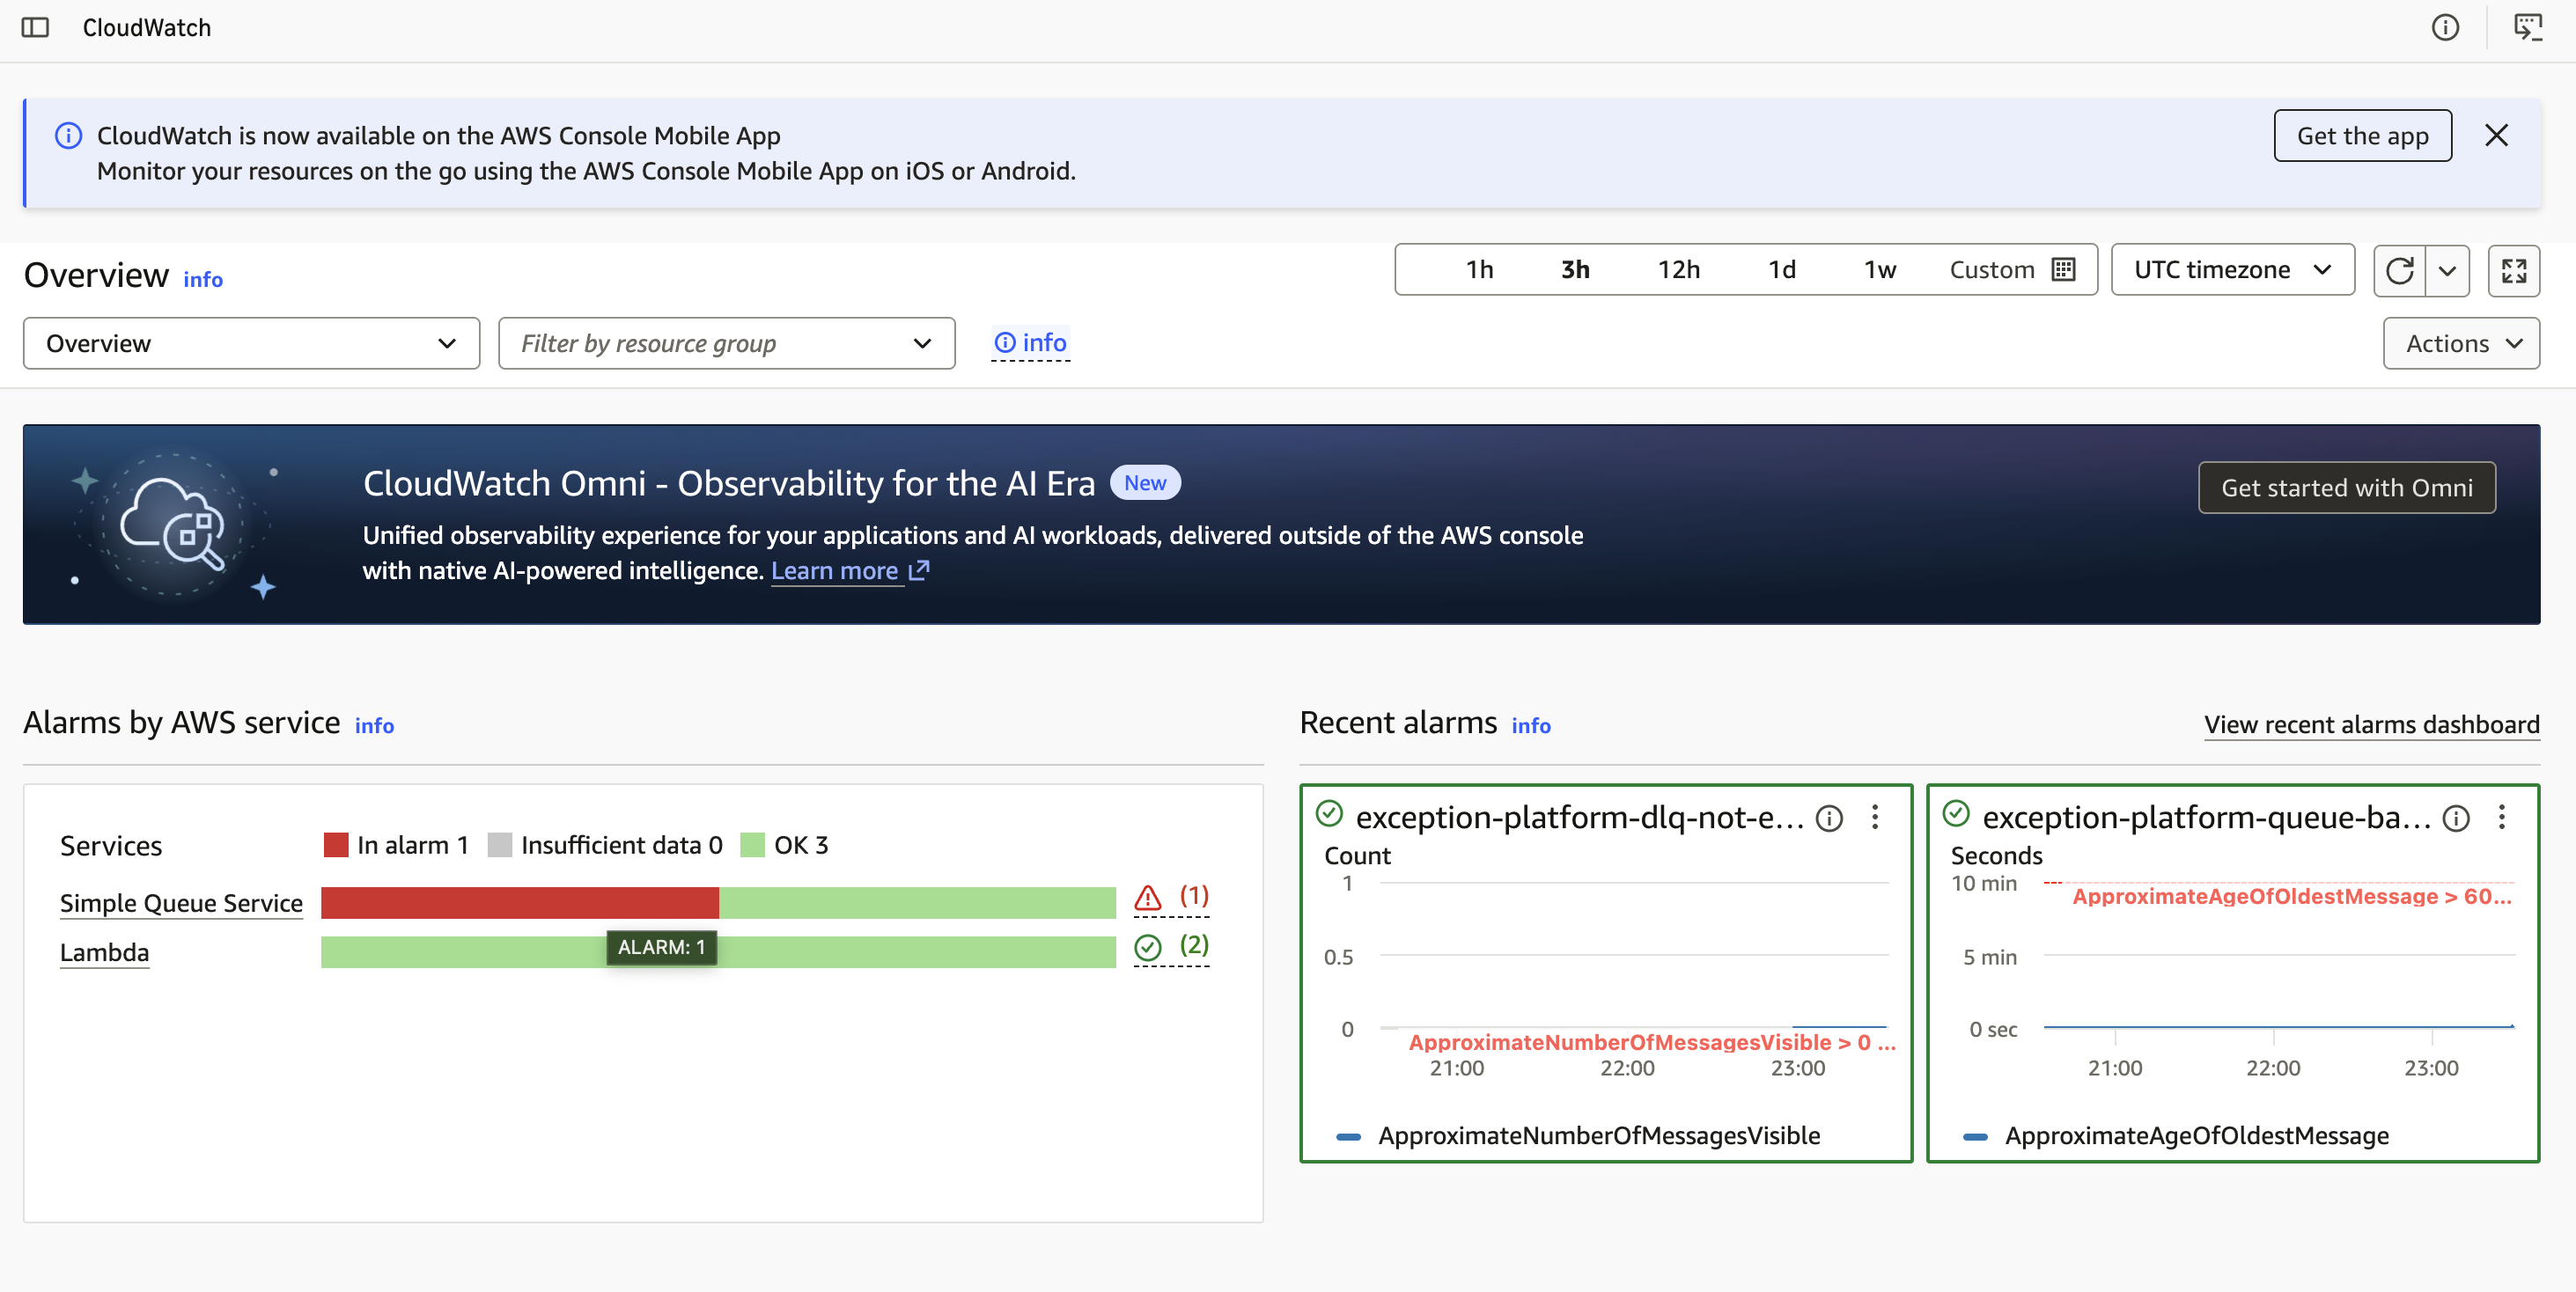 CloudWatch
CloudWatch is now available on the AWS Console Mobile App
Monitor your resources on the go using the AWS Console Mobile App on iOS or Android.
Get the app
Overview info
1h 3h 12h 1d 1w Custom
UTC timezone
Overview
Filter by resource group
info
Actions
CloudWatch Omni - Observability for the AI Era New
Unified observability experience for your applications and AI workloads, delivered outside of the AWS console
with native AI-powered intelligence. Learn more
Get started with Omni
Alarms by AWS service info
Services
In alarm 1 Insufficient data 0 OK 3
Simple Queue Service (1)
Lambda (2)
ALARM: 1
Recent alarms info
View recent alarms dashboard
exception-platform-dlq-not-e...
Count
1
0.5
0
ApproximateNumberOfMessagesVisible > 0 ...
21:00 22:00 23:00
ApproximateNumberOfMessagesVisible
exception-platform-queue-ba...
Seconds
10 min
ApproximateAgeOfOldestMessage > 60...
5 min
0 sec
21:00 22:00 23:00
ApproximateAgeOfOldestMessage